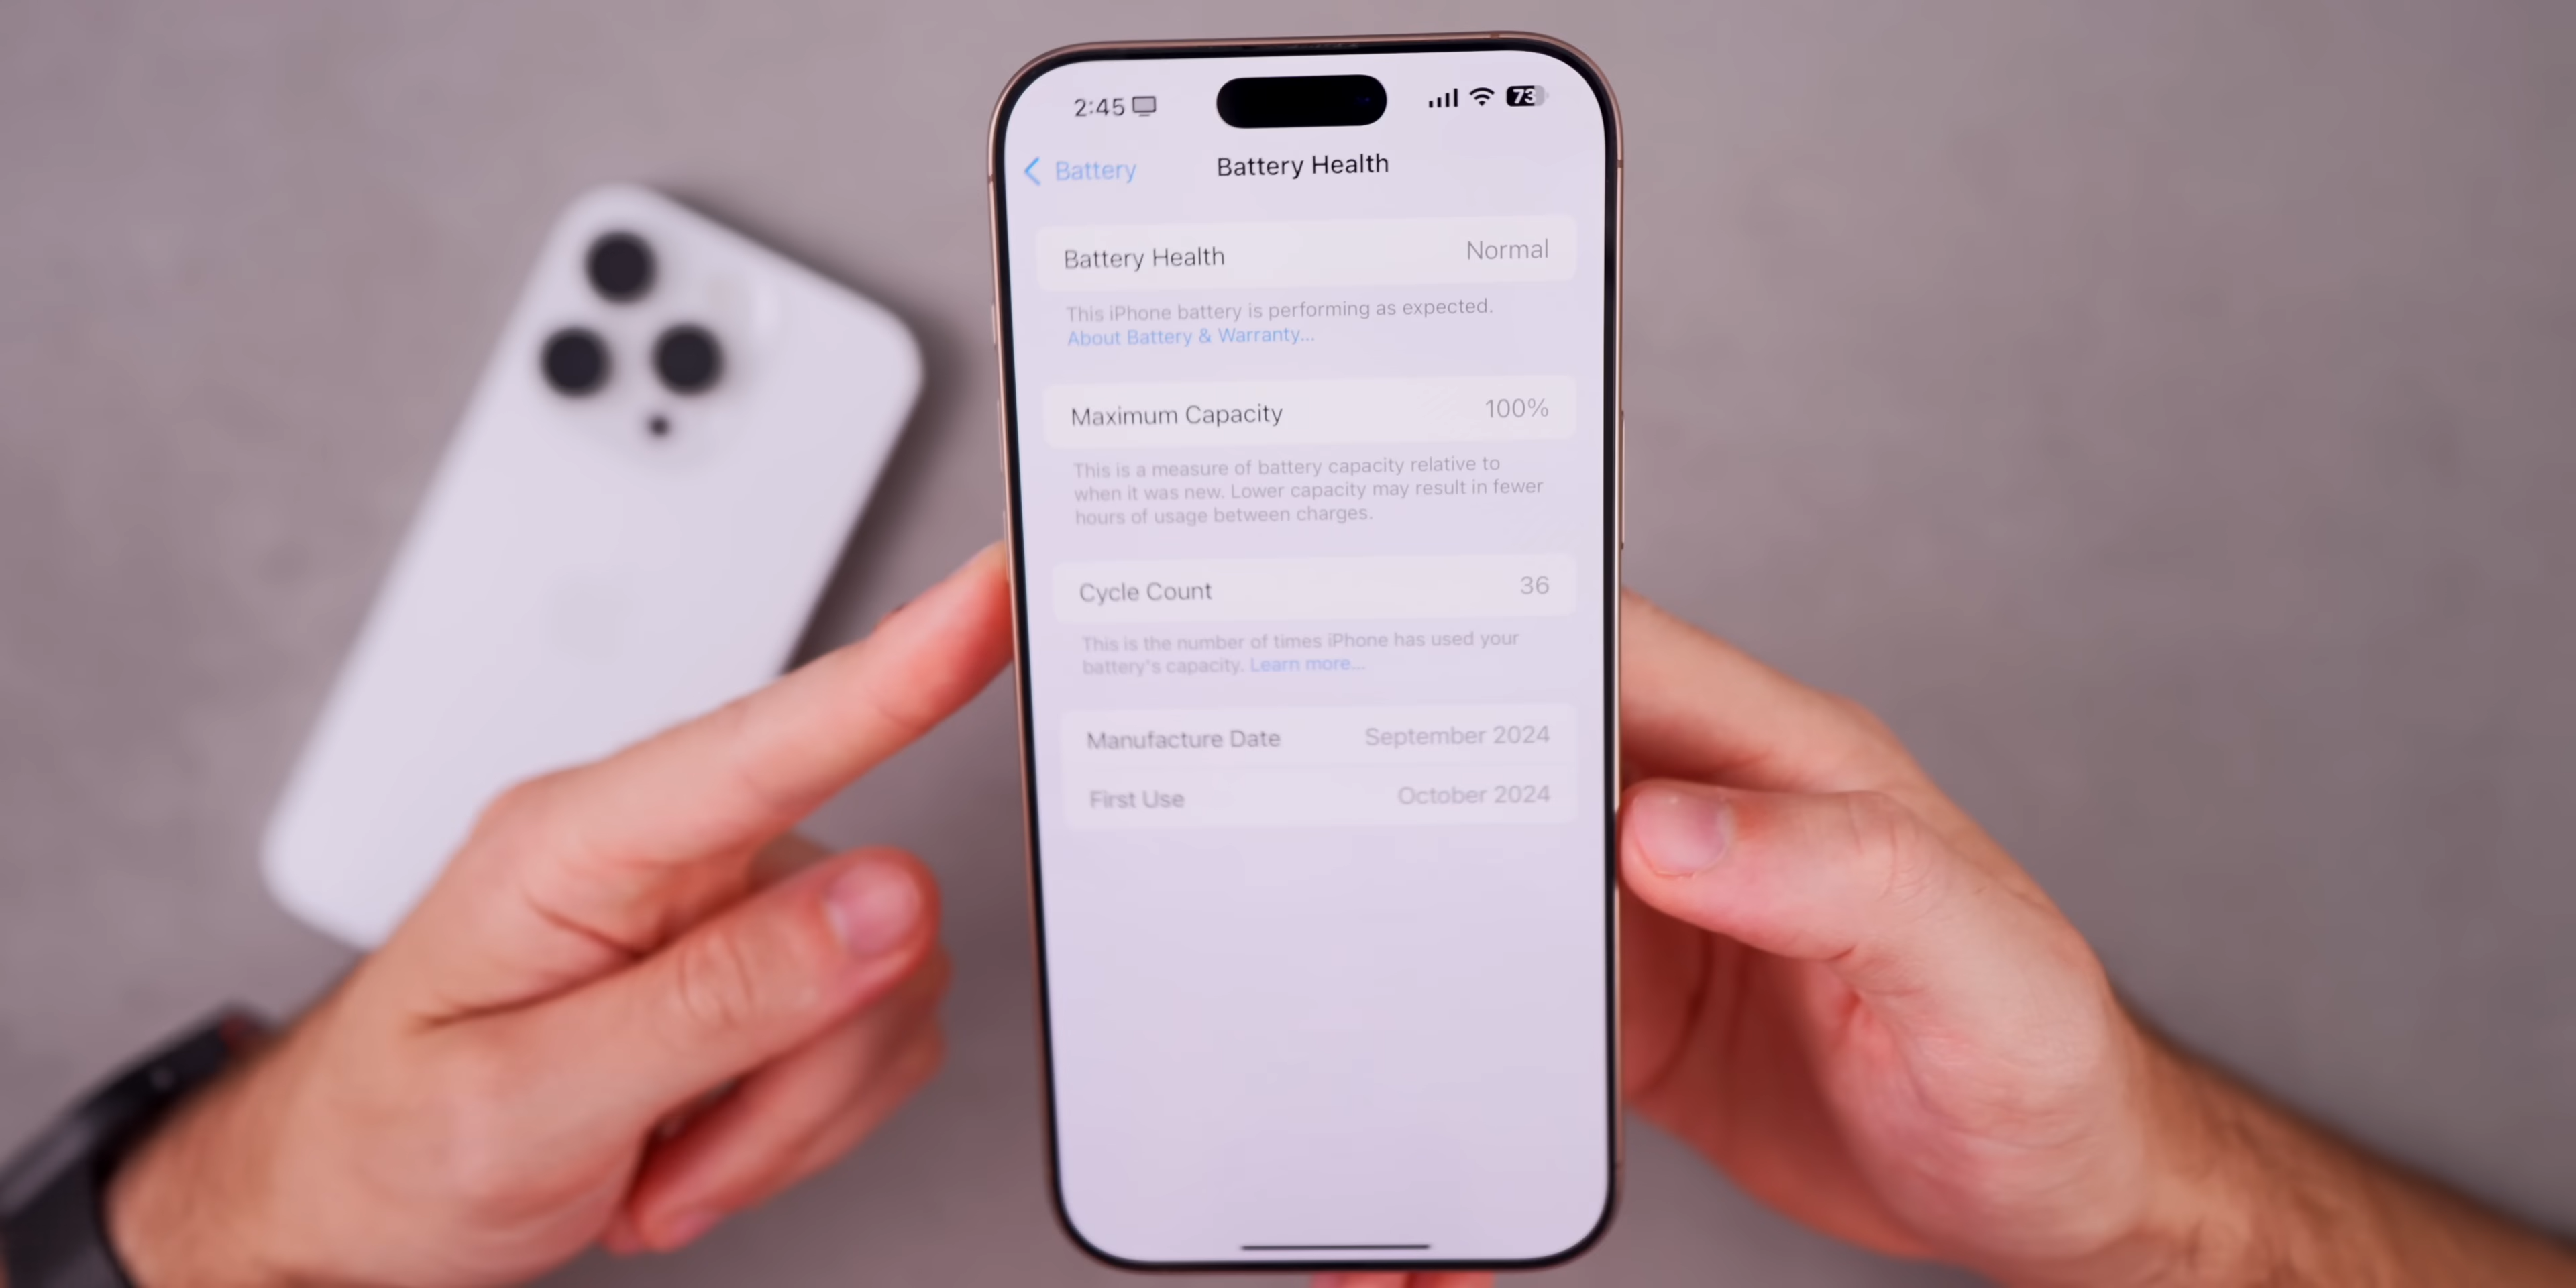 2:45
73
Battery
Battery Health
Battery Health Normal
This iPhone battery is performing as expected.
About Battery & Warranty...
Maximum Capacity 100%
This is a measure of battery capacity relative to
when it was new. Lower capacity may result in fewer
hours of usage between charges.
Cycle Count 36
This is the number of times iPhone has used your
battery's capacity. Learn more...
Manufacture Date September 2024
First Use October 2024